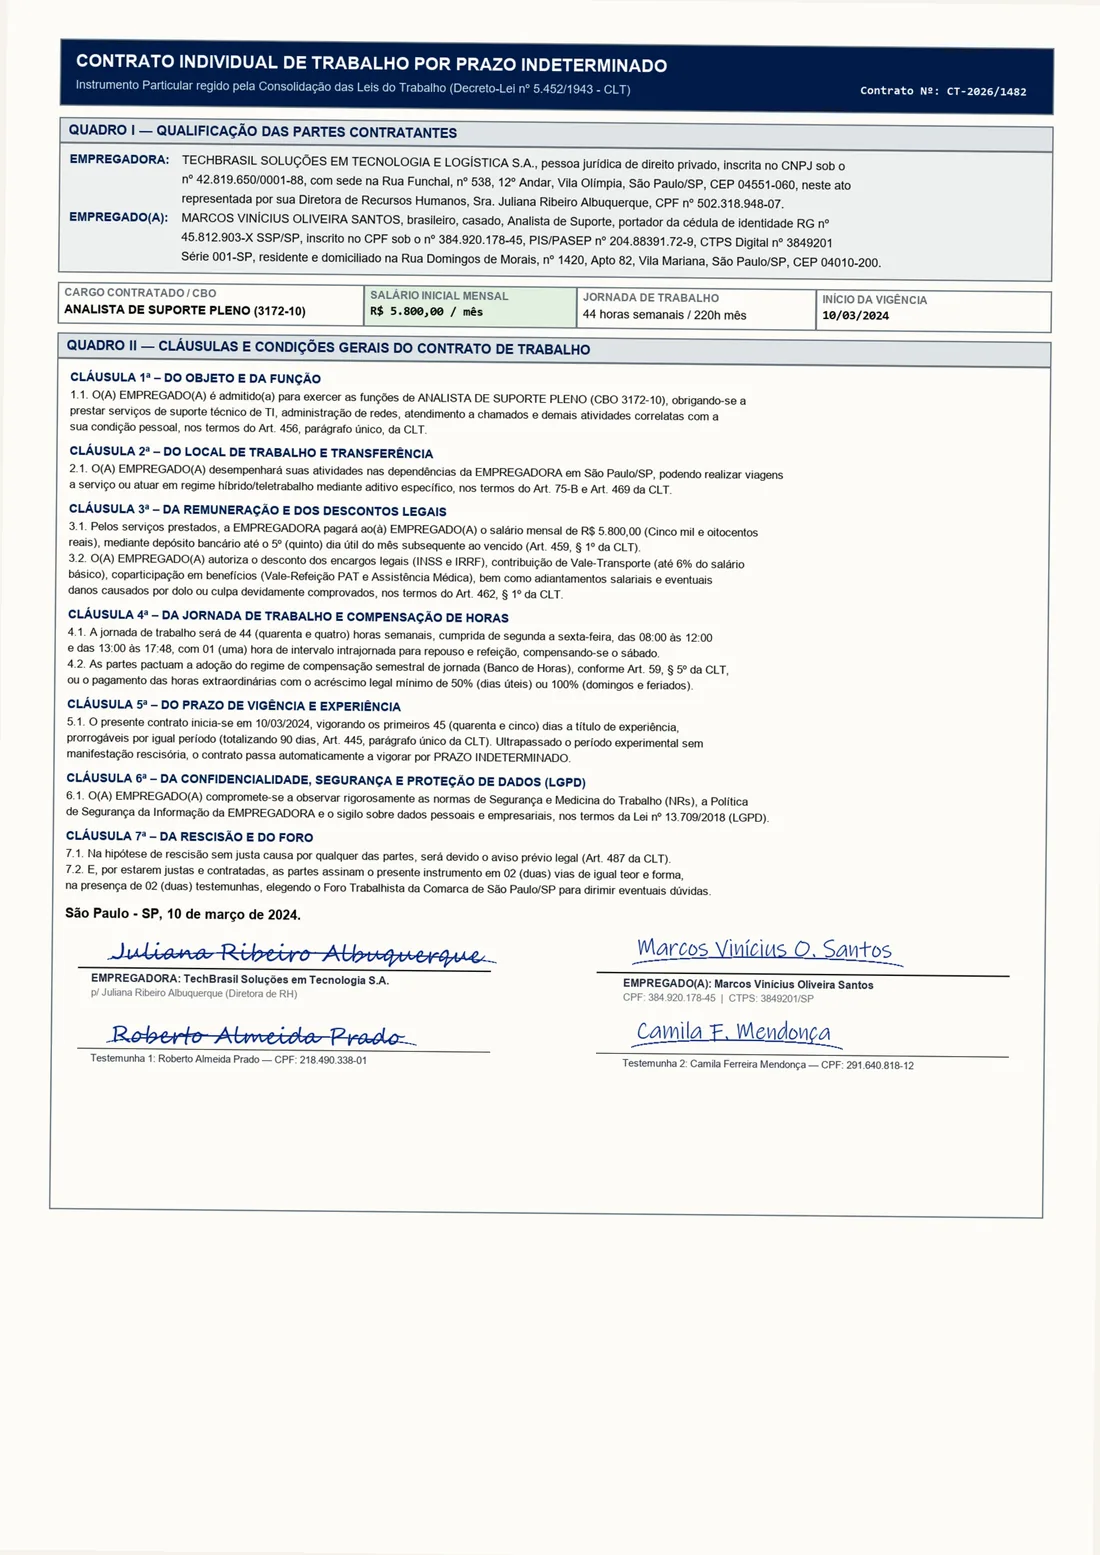 CONTRATO INDIVIDUAL DE TRABALHO POR PRAZO INDETERMINADO
Instrumento Particular regido pela Consolidação das Leis do Trabalho (Decreto-Lei nº 5.452/1943 - CLT)
Contrato Nº: CT-2026/1482
QUADRO I — QUALIFICAÇÃO DAS PARTES CONTRATANTES
EMPREGADORA: TECHBRASIL SOLUÇÕES EM TECNOLOGIA E LOGÍSTICA S.A., pessoa jurídica de direito privado, inscrita no CNPJ sob o
nº 42.819.650/0001-88, com sede na Rua Funchal, nº 538, 12º Andar, Vila Olímpia, São Paulo/SP, CEP 04551-060, neste ato
representada por sua Diretora de Recursos Humanos, Sra. Juliana Ribeiro Albuquerque, CPF nº 502.318.948-07.
EMPREGADO(A): MARCOS VINÍCIUS OLIVEIRA SANTOS, brasileiro, casado, Analista de Suporte, portador da cédula de identidade RG nº
45.812.903-X SSP/SP, inscrito no CPF sob o nº 384.920.178-45, PIS/PASEP nº 204.88391.72-9, CTPS Digital nº 3849201
Série 001-SP, residente e domiciliado na Rua Domingos de Morais, nº 1420, Apto 82, Vila Mariana, São Paulo/SP, CEP 04010-200.
CARGO CONTRATADO / CBO
ANALISTA DE SUPORTE PLENO (3172-10)
SALÁRIO INICIAL MENSAL
R$ 5.800,00 / mês
JORNADA DE TRABALHO
44 horas semanais / 220h mês
INÍCIO DA VIGÊNCIA
10/03/2024
QUADRO II — CLÁUSULAS E CONDIÇÕES GERAIS DO CONTRATO DE TRABALHO
CLÁUSULA 1ª – DO OBJETO E DA FUNÇÃO
1.1. O(A) EMPREGADO(A) é admitido(a) para exercer as funções de ANALISTA DE SUPORTE PLENO (CBO 3172-10), obrigando-se a
prestar serviços de suporte técnico de TI, administração de redes, atendimento a chamados e demais atividades correlatas com a
sua condição pessoal, nos termos do Art. 456, parágrafo único, da CLT.
CLÁUSULA 2ª – DO LOCAL DE TRABALHO E TRANSFERÊNCIA
2.1. O(A) EMPREGADO(A) desempenhará suas atividades nas dependências da EMPREGADORA em São Paulo/SP, podendo realizar viagens
a serviço ou atuar em regime híbrido/teletrabalho mediante aditivo específico, nos termos do Art. 75-B e Art. 469 da CLT.
CLÁUSULA 3ª – DA REMUNERAÇÃO E DOS DESCONTOS LEGAIS
3.1. Pelos serviços prestados, a EMPREGADORA pagará ao(à) EMPREGADO(A) o salário mensal de R$ 5.800,00 (Cinco mil e oitocentos
reais), mediante depósito bancário até o 5º (quinto) dia útil do mês subsequente ao vencido (Art. 459, § 1º da CLT).
3.2. O(A) EMPREGADO(A) autoriza o desconto dos encargos legais (INSS e IRRF), contribuição de Vale-Transporte (até 6% do salário
básico), coparticipação em benefícios (Vale-Refeição PAT e Assistência Médica), bem como adiantamentos salariais e eventuais
danos causados por dolo ou culpa devidamente comprovados, nos termos do Art. 462, § 1º da CLT.
CLÁUSULA 4ª – DA JORNADA DE TRABALHO E COMPENSAÇÃO DE HORAS
4.1. A jornada de trabalho será de 44 (quarenta e quatro) horas semanais, cumprida de segunda a sexta-feira, das 08:00 às 12:00
e das 13:00 às 17:48, com 01 (uma) hora de intervalo intrajornada para repouso e refeição, compensando-se o sábado.
4.2. As partes pactuam a adoção do regime de compensação semestral de jornada (Banco de Horas), conforme Art. 59, § 5º da CLT,
ou o pagamento das horas extraordinárias com o acréscimo legal mínimo de 50% (dias úteis) ou 100% (domingos e feriados).
CLÁUSULA 5ª – DO PRAZO DE VIGÊNCIA E EXPERIÊNCIA
5.1. O presente contrato inicia-se em 10/03/2024, vigorando os primeiros 45 (quarenta e cinco) dias a título de experiência,
prorrogáveis por igual período (totalizando 90 dias, Art. 445, parágrafo único da CLT). Ultrapassado o período experimental sem
manifestação rescisória, o contrato passa automaticamente a vigorar por PRAZO INDETERMINADO.
CLÁUSULA 6ª – DA CONFIDENCIALIDADE, SEGURANÇA E PROTEÇÃO DE DADOS (LGPD)
6.1. O(A) EMPREGADO(A) compromete-se a observar rigorosamente as normas de Segurança e Medicina do Trabalho (NRs), a Política
de Segurança da Informação da EMPREGADORA e o sigilo sobre dados pessoais e empresariais, nos termos da Lei nº 13.709/2018 (LGPD).
CLÁUSULA 7ª – DA RESCISÃO E DO FORO
7.1. Na hipótese de rescisão sem justa causa por qualquer das partes, será devido o aviso prévio legal (Art. 487 da CLT).
7.2. E, por estarem justas e contratadas, as partes assinam o presente instrumento em 02 (duas) vias de igual teor e forma,
na presença de 02 (duas) testemunhas, elegendo o Foro Trabalhista da Comarca de São Paulo/SP para dirimir eventuais dúvidas.
São Paulo - SP, 10 de março de 2024.
Juliana Ribeiro Albuquerque
EMPREGADORA: TechBrasil Soluções em Tecnologia S.A.
p/ Juliana Ribeiro Albuquerque (Diretora de RH)
Marcos Vinícius O. Santos
EMPREGADO(A): Marcos Vinícius Oliveira Santos
CPF: 384.920.178-45 | CTPS: 3849201/SP
Roberto Almeida Prado
Testemunha 1: Roberto Almeida Prado — CPF: 218.490.338-01
Camila F. Mendonça
Testemunha 2: Camila Ferreira Mendonça — CPF: 291.640.818-12